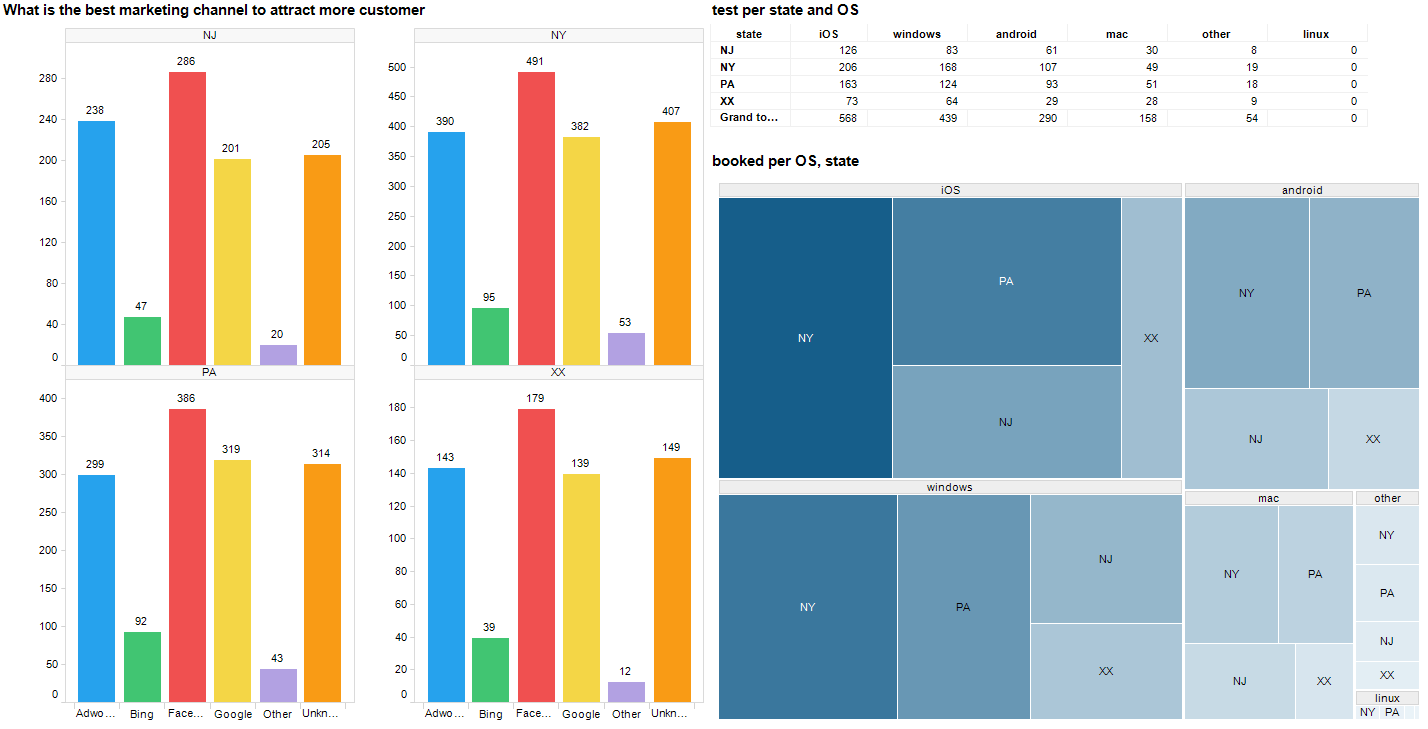 What is the best marketing channel to attract more customer
NJ
286
238
201
205
47
20
280
240
200
160
120
80
40
0
NY
491
390
382
407
95
53
500
450
400
350
300
250
200
150
100
50
0
PA
386
299
319
314
92
43
400
350
300
250
200
150
100
50
0
Adwo... Bing Face... Google Other Unkn...
XX
179
143
139
149
39
12
180
160
140
120
100
80
60
40
20
0
Adwo... Bing Face... Google Other Unkn...
test per state and OS
state iOS windows android mac other linux
NJ 126 83 61 30 8 0
NY 206 168 107 49 19 0
PA 163 124 93 51 18 0
XX 73 64 29 28 9 0
Grand to... 568 439 290 158 54 0
booked per OS, state
iOS
NY
PA
NJ
XX
android
NY PA
NJ XX
windows
NY
PA
NJ
XX
mac
NY PA
NJ XX
other
NY
PA
NJ
XX
linux
NY PA